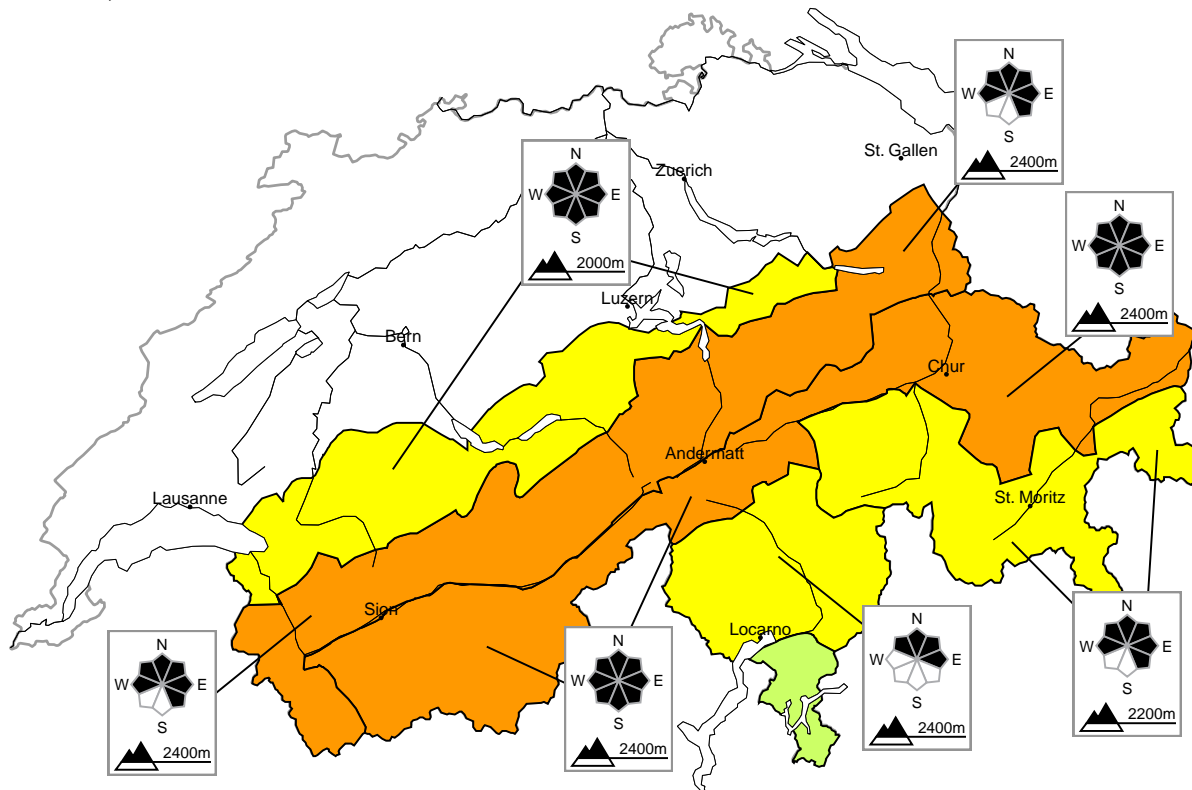 N
W E
S
2400m
St. Gallen
N
W E
S
2000m
Zuerich
N
W E
S
2400m
Luzern
Bern
Chur
Andermatt
Lausanne
St. Moritz
Sion
Locarno
N
W E
S
2400m
N
W E
S
2400m
N
W E
S
2400m
N
W E
S
2200m